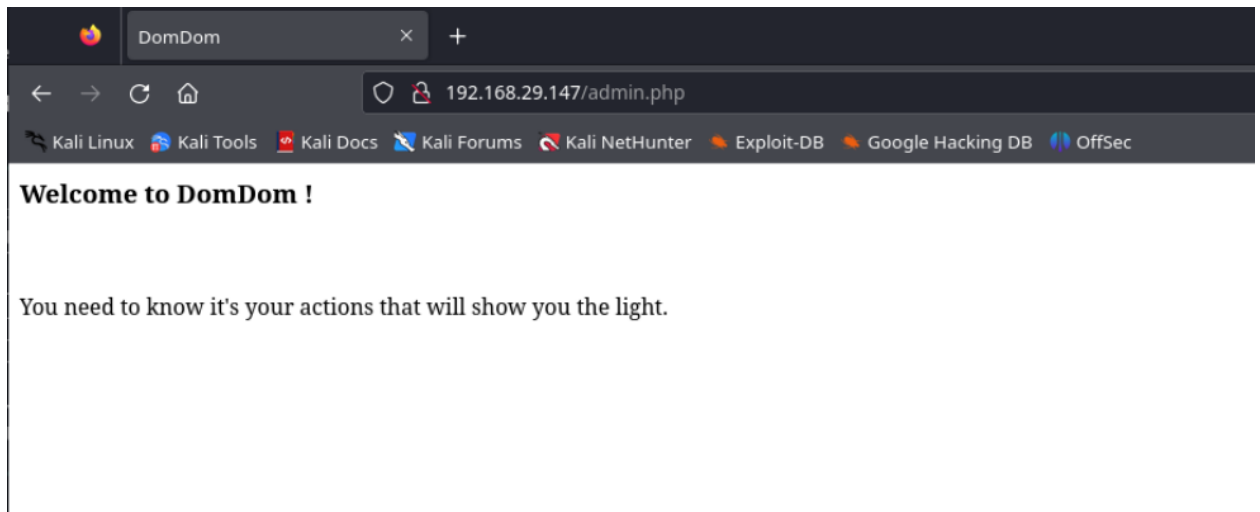 DomDom
192.168.29.147/admin.php
Kali Linux Kali Tools Kali Docs Kali Forums Kali NetHunter Exploit-DB Google Hacking DB OffSec
Welcome to DomDom !
You need to know it's your actions that will show you the light.